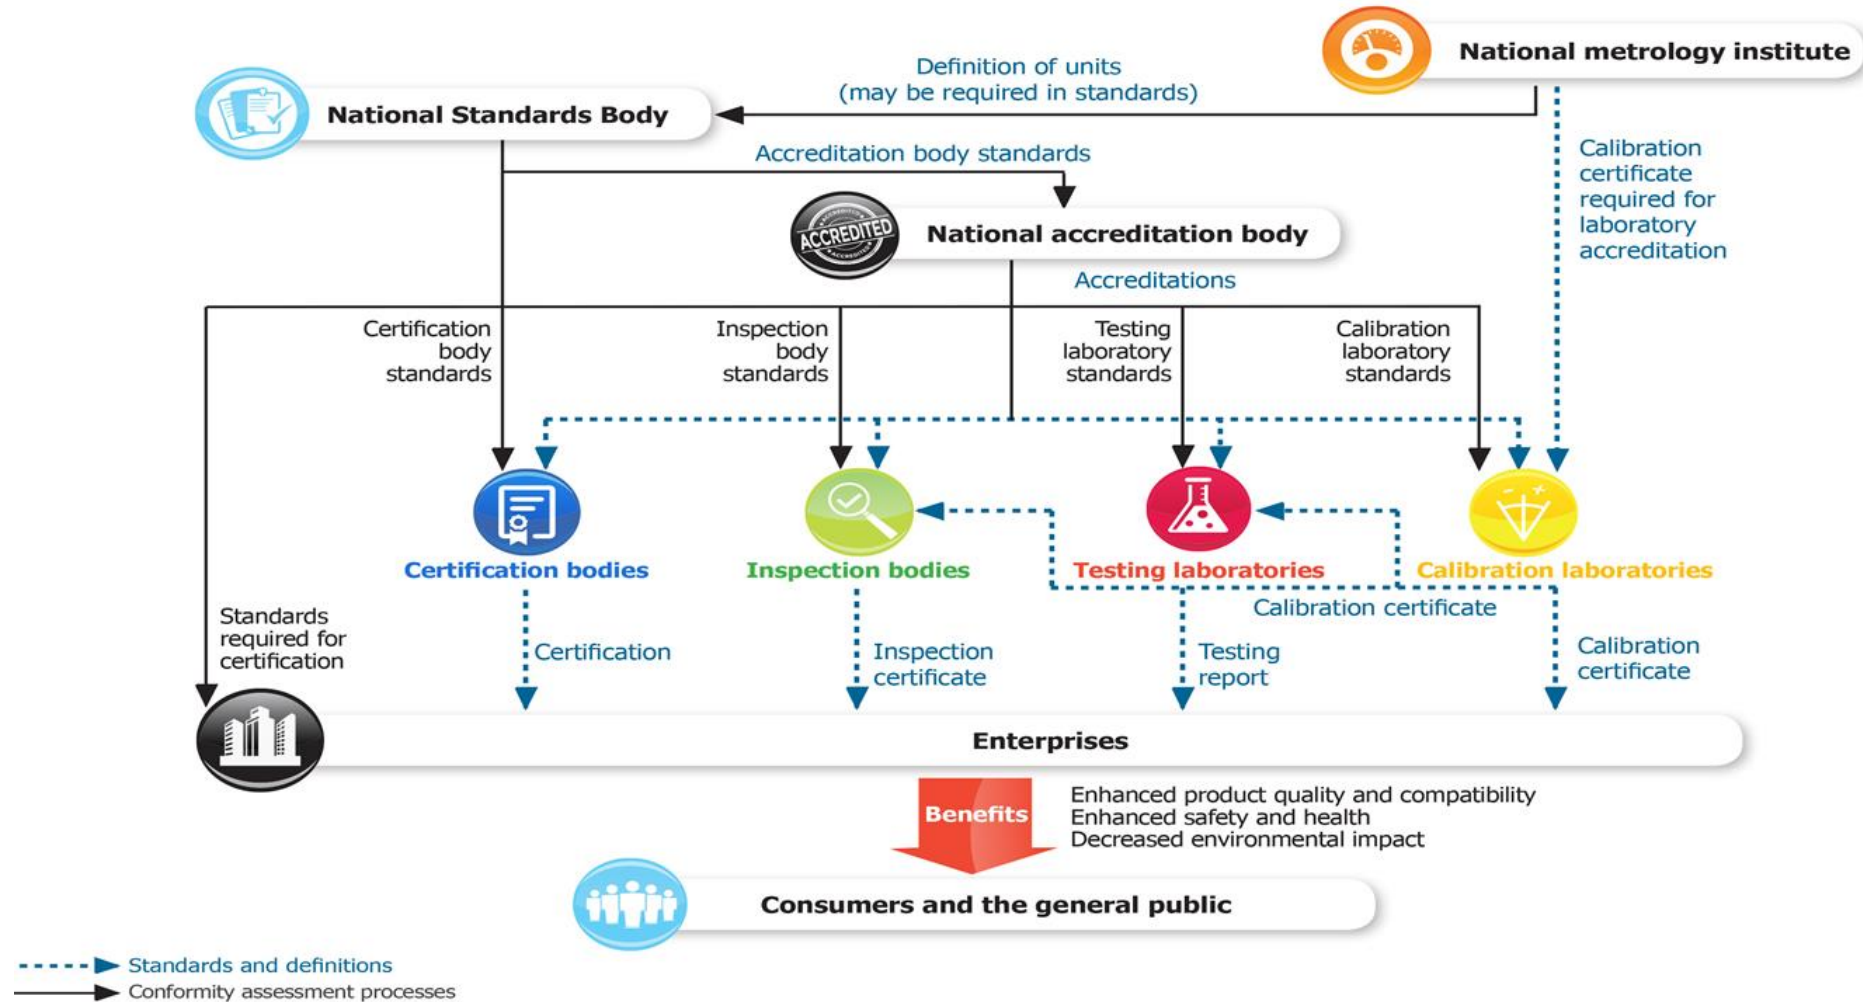 National metrology institute
Definition of units
(may be required in standards)
National Standards Body
Accreditation body standards
Calibration
certificate
required for
laboratory
accreditation
ACCREDITED
National accreditation body
Accreditations
Certification
body
standards
Inspection
body
standards
Testing
laboratory
standards
Calibration
laboratory
standards
Certification bodies
Inspection bodies
Testing laboratories
Calibration laboratories
Calibration certificate
Standards
required for
certification
Certification
Inspection
certificate
Testing
report
Calibration
certificate
Enterprises
Benefits
Enhanced product quality and compatibility
Enhanced safety and health
Decreased environmental impact
Consumers and the general public
Standards and definitions
Conformity assessment processes